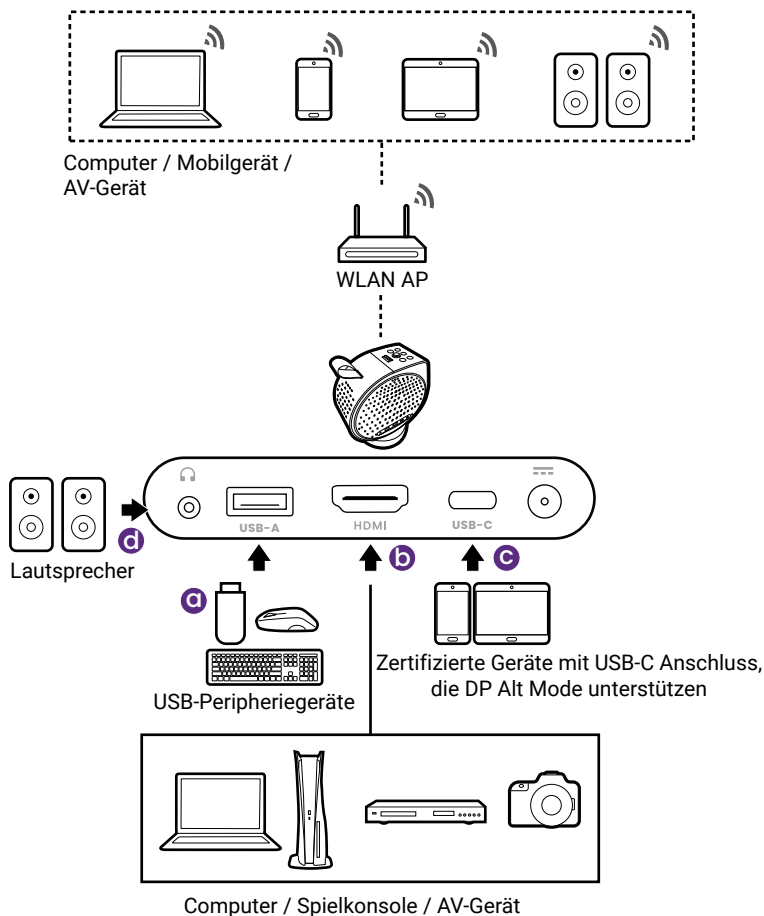 Computer / Mobilgerät /
AV-Gerät
WLAN AP
USB-A
HDMI
USB-C
d
Lautsprecher
a
b
c
USB-Peripheriegeräte
Zertifizierte Geräte mit USB-C Anschluss,
die DP Alt Mode unterstützen
Computer / Spielkonsole / AV-Gerät